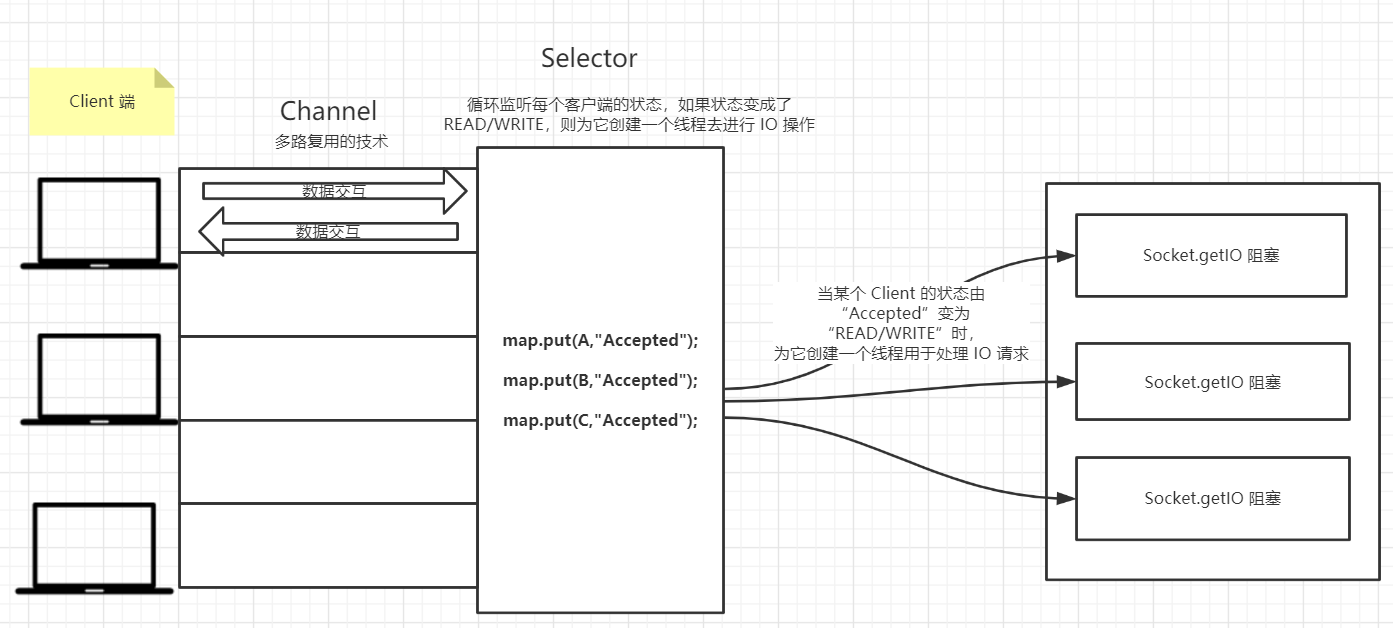 Selector
Client 端
Channel
循环监听每个客户端的状态，如果状态变成了
READ/WRITE，则为它创建一个线程去进行 IO 操作
多路复用的技术
数据交互
数据交互
map.put(A,"Accepted");
map.put(B,"Accepted");
map.put(C,"Accepted");
当某个 Client 的状态由
“Accepted”变为
“READ/WRITE”时，
为它创建一个线程用于处理 IO 请求
Socket.getIO 阻塞
Socket.getIO 阻塞
Socket.getIO 阻塞